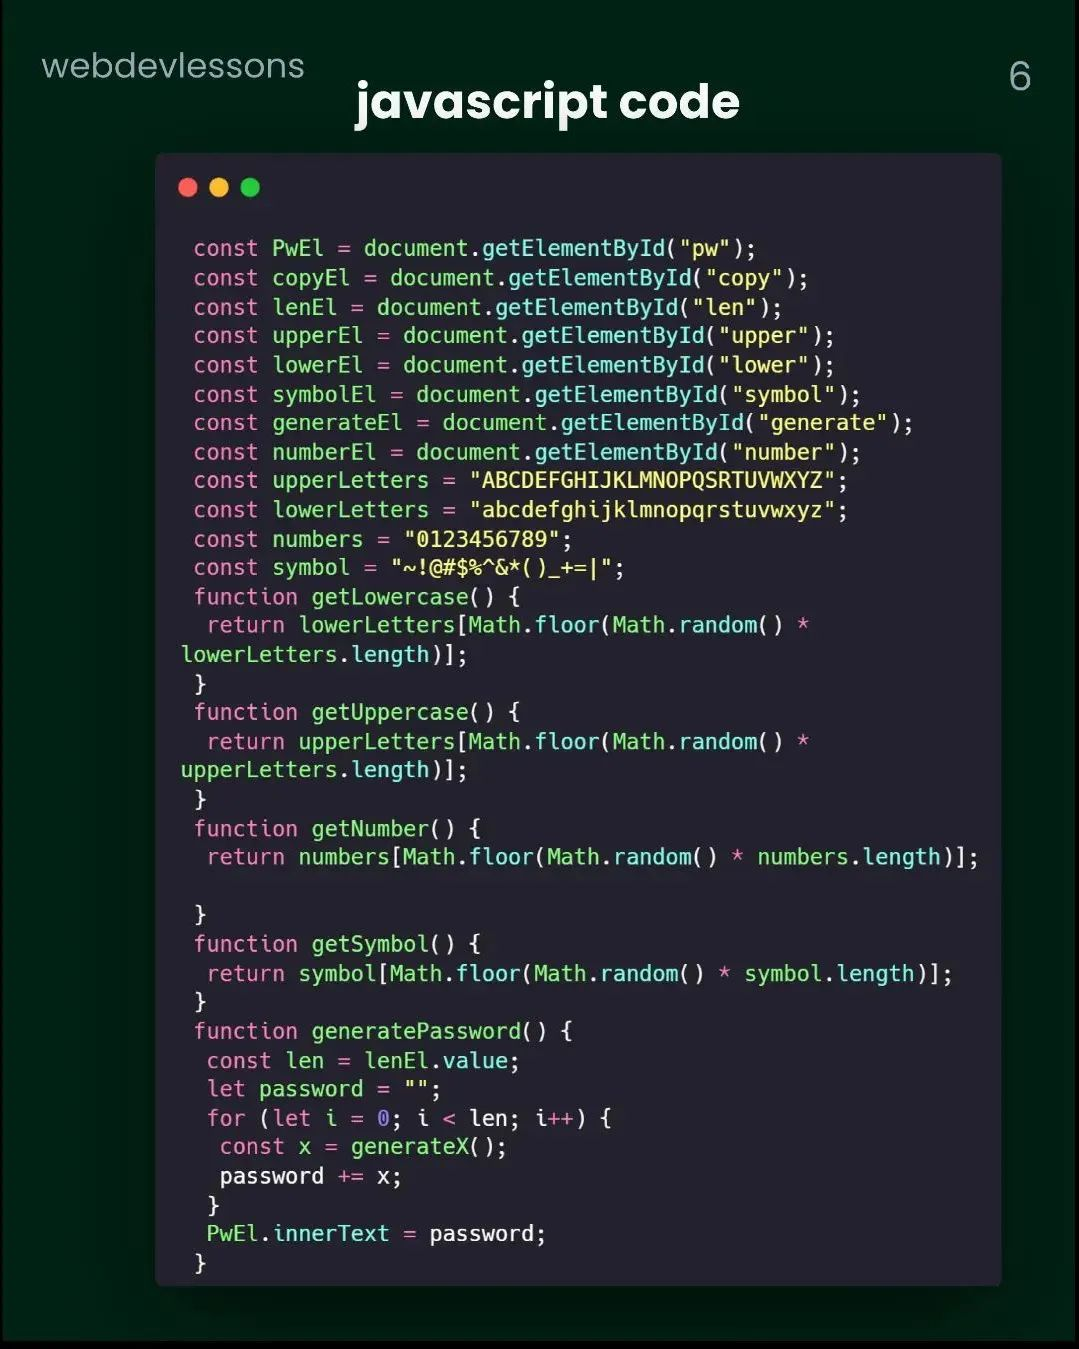 webdevlessons
6
javascript code
const PwEl = document.getElementById("pw");
const copyEl = document.getElementById("copy");
const lenEl = document.getElementById("len");
const upperEl = document.getElementById("upper");
const lowerEl = document.getElementById("lower");
const symbolEl = document.getElementById("symbol");
const generateEl = document.getElementById("generate");
const numberEl = document.getElementById("number");
const upperLetters = "ABCDEFGHIJKLMNOPQSRTUVWXYZ";
const lowerLetters = "abcdefghijklmnopqrstuvwxyz";
const numbers = "0123456789";
const symbol = "~!@#$%^&*()_+=|";
function getLowercase() {
return lowerLetters[Math.floor(Math.random() *
lowerLetters.length)];
}
function getUppercase() {
return upperLetters[Math.floor(Math.random() *
upperLetters.length)];
}
function getNumber() {
return numbers[Math.floor(Math.random() * numbers.length)];
}
function getSymbol() {
return symbol[Math.floor(Math.random() * symbol.length)];
}
function generatePassword() {
const len = lenEl.value;
let password = "";
for (let i = 0; i < len; i++) {
const x = generateX();
password += x;
}
PwEl.innerText = password;
}